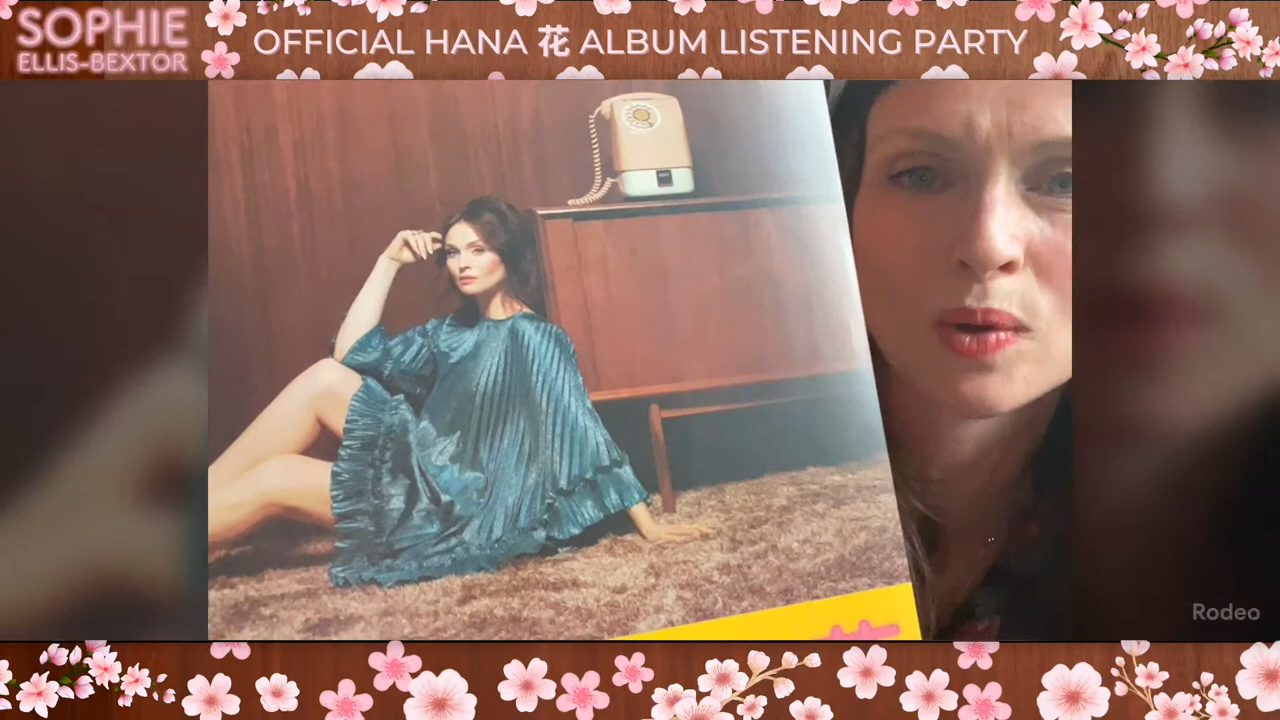 SOPHIE
ELLIS-BEXTOR
OFFICIAL HANA 花 ALBUM LISTENING PARTY
Rodeo